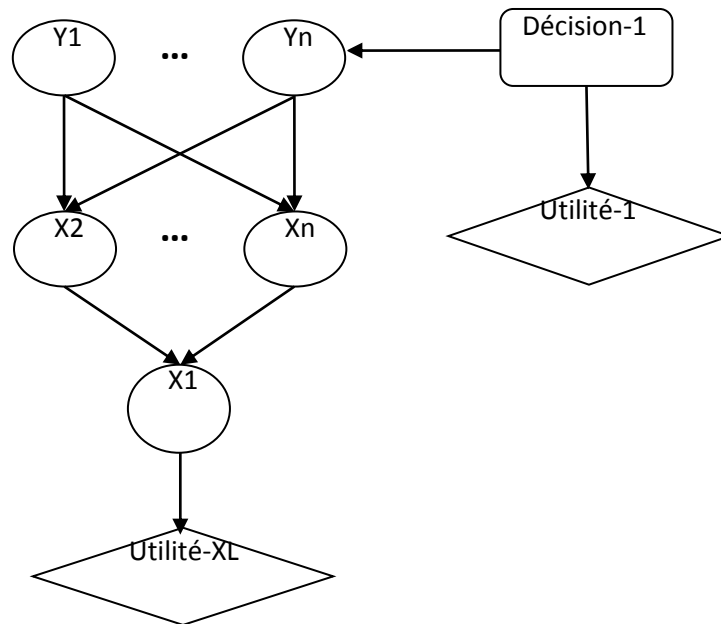 Y1
...
Yn
Décision-1
X2
...
Xn
Utilité-1
X1
Utilité-XL